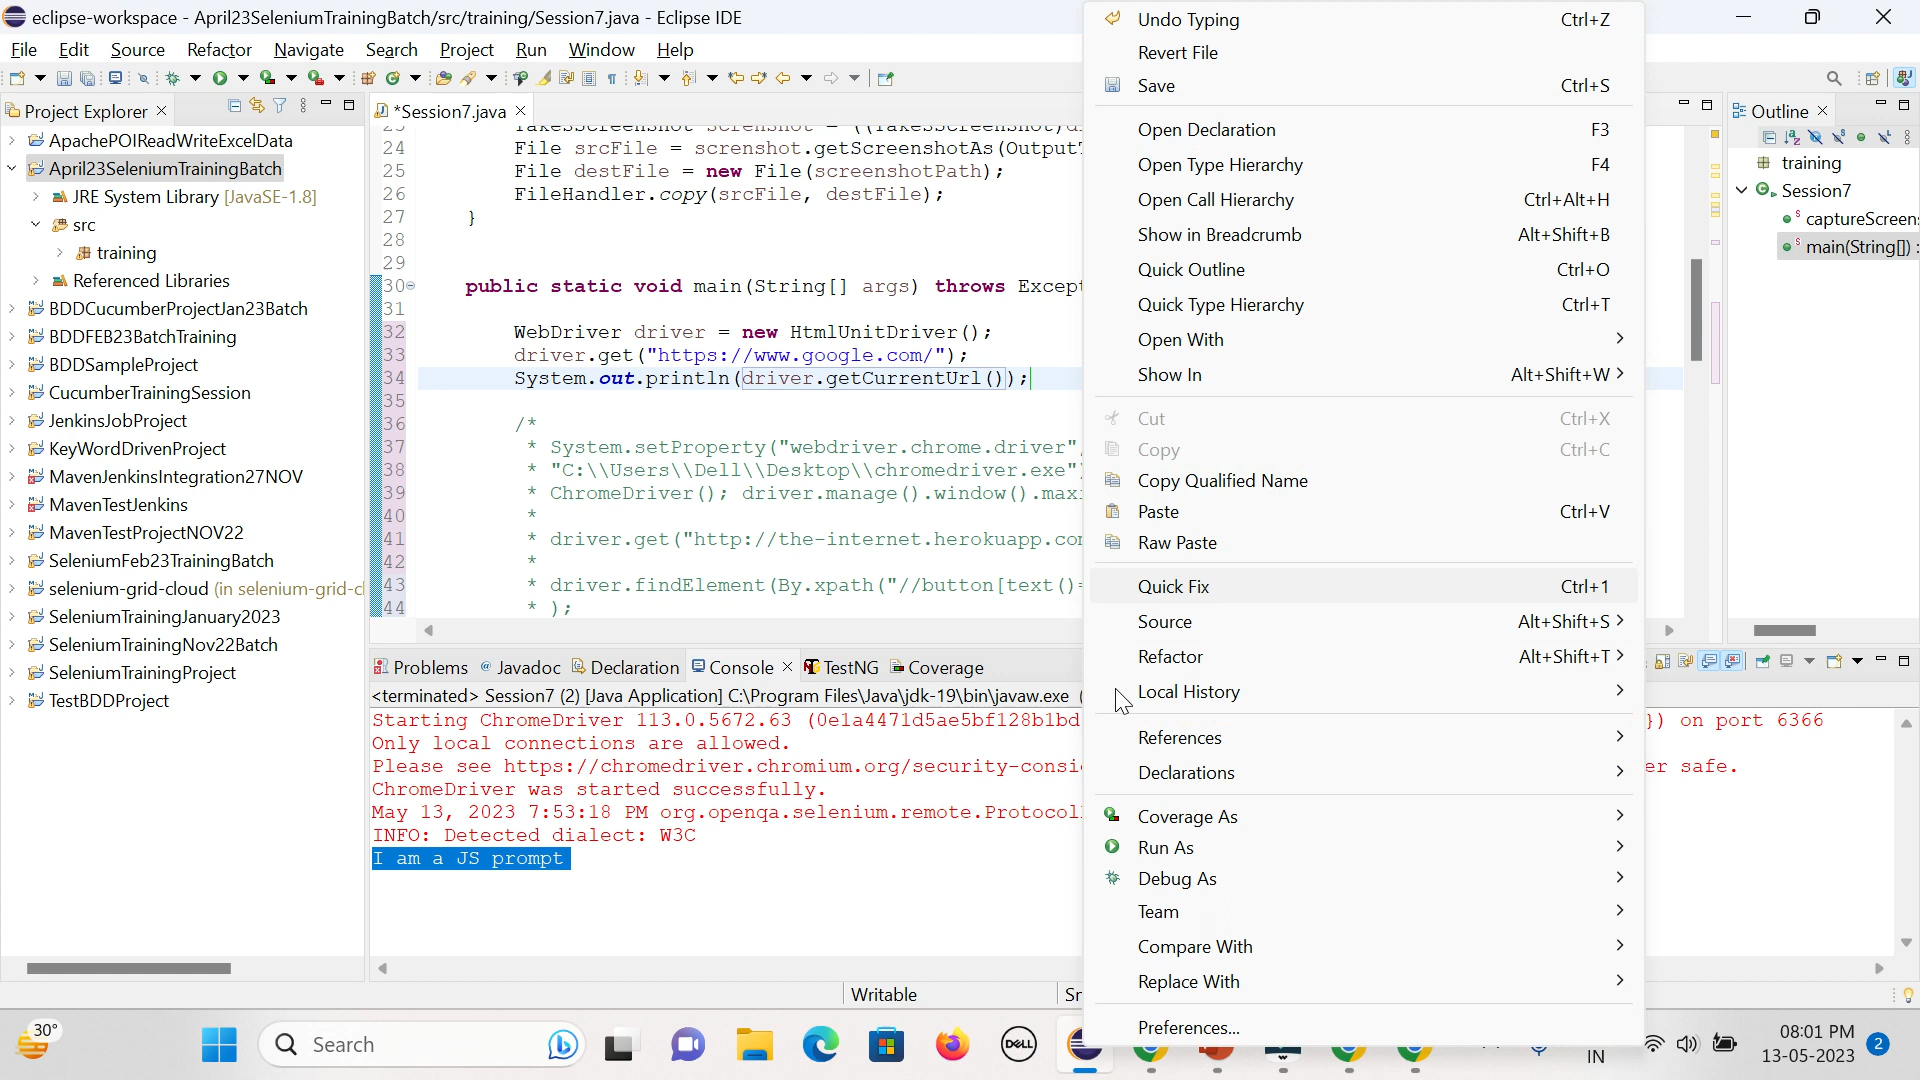 eclipse-workspace - April23SeleniumTrainingBatch/src/training/Session7.java - Eclipse IDE
File Edit Source Refactor Navigate Search Project Run Window Help
Project Explorer
ApachePOIReadWriteExcelData
April23SeleniumTrainingBatch
JRE System Library [JavaSE-1.8]
src
training
Referenced Libraries
BDDCucumberProjectJan23Batch
BDDFEB23BatchTraining
BDDSampleProject
CucumberTrainingSession
JenkinsJobProject
KeyWordDrivenProject
MavenJenkinsIntegration27NOV
MavenTestJenkins
MavenTestProjectNOV22
SeleniumFeb23TrainingBatch
selenium-grid-cloud (in selenium-grid-cl
SeleniumTrainingJanuary2023
SeleniumTrainingNov22Batch
SeleniumTrainingProject
TestBDDProject
*Session7.java
24 File srcFile = screnshot.getScreenshotAs(Output
25 File destFile = new File(screenshotPath);
26 FileHandler.copy(srcFile, destFile);
27 }
28
29
30 public static void main(String[] args) throws Except
31
32 WebDriver driver = new HtmlUnitDriver();
33 driver.get("https://www.google.com/");
34 System.out.println(driver.getCurrentUrl());
35
36 /*
37 * System.setProperty("webdriver.chrome.driver",
38 * "C:\\Users\\Dell\\Desktop\\chromedriver.exe")
39 * ChromeDriver(); driver.manage().window().max
40 *
41 * driver.get("http://the-internet.herokuapp.co
42 *
43 * driver.findElement(By.xpath("//button[text()=
44 * );
Undo Typing Ctrl+Z
Revert File
Save Ctrl+S
Open Declaration F3
Open Type Hierarchy F4
Open Call Hierarchy Ctrl+Alt+H
Show in Breadcrumb Alt+Shift+B
Quick Outline Ctrl+O
Quick Type Hierarchy Ctrl+T
Open With >
Show In Alt+Shift+W >
Cut Ctrl+X
Copy Ctrl+C
Copy Qualified Name
Paste Ctrl+V
Raw Paste
Quick Fix Ctrl+1
Source Alt+Shift+S >
Refactor Alt+Shift+T >
Local History >
References >
Declarations >
Coverage As >
Run As >
Debug As >
Team >
Compare With >
Replace With >
Preferences...
Outline
training
Session7
captureScreens
main(String[]) :
Problems Javadoc Declaration Console TestNG Coverage
<terminated> Session7 (2) [Java Application] C:\Program Files\Java\jdk-19\bin\javaw.exe (
Starting ChromeDriver 113.0.5672.63 (0e1a4471d5ae5bf128b1bd }) on port 6366
Only local connections are allowed.
Please see https://chromedriver.chromium.org/security-consi er safe.
ChromeDriver was started successfully.
May 13, 2023 7:53:18 PM org.openqa.selenium.remote.Protocol
INFO: Detected dialect: W3C
I am a JS prompt
Writable Sm
30° Search DELL IN 08:01 PM
13-05-2023 2